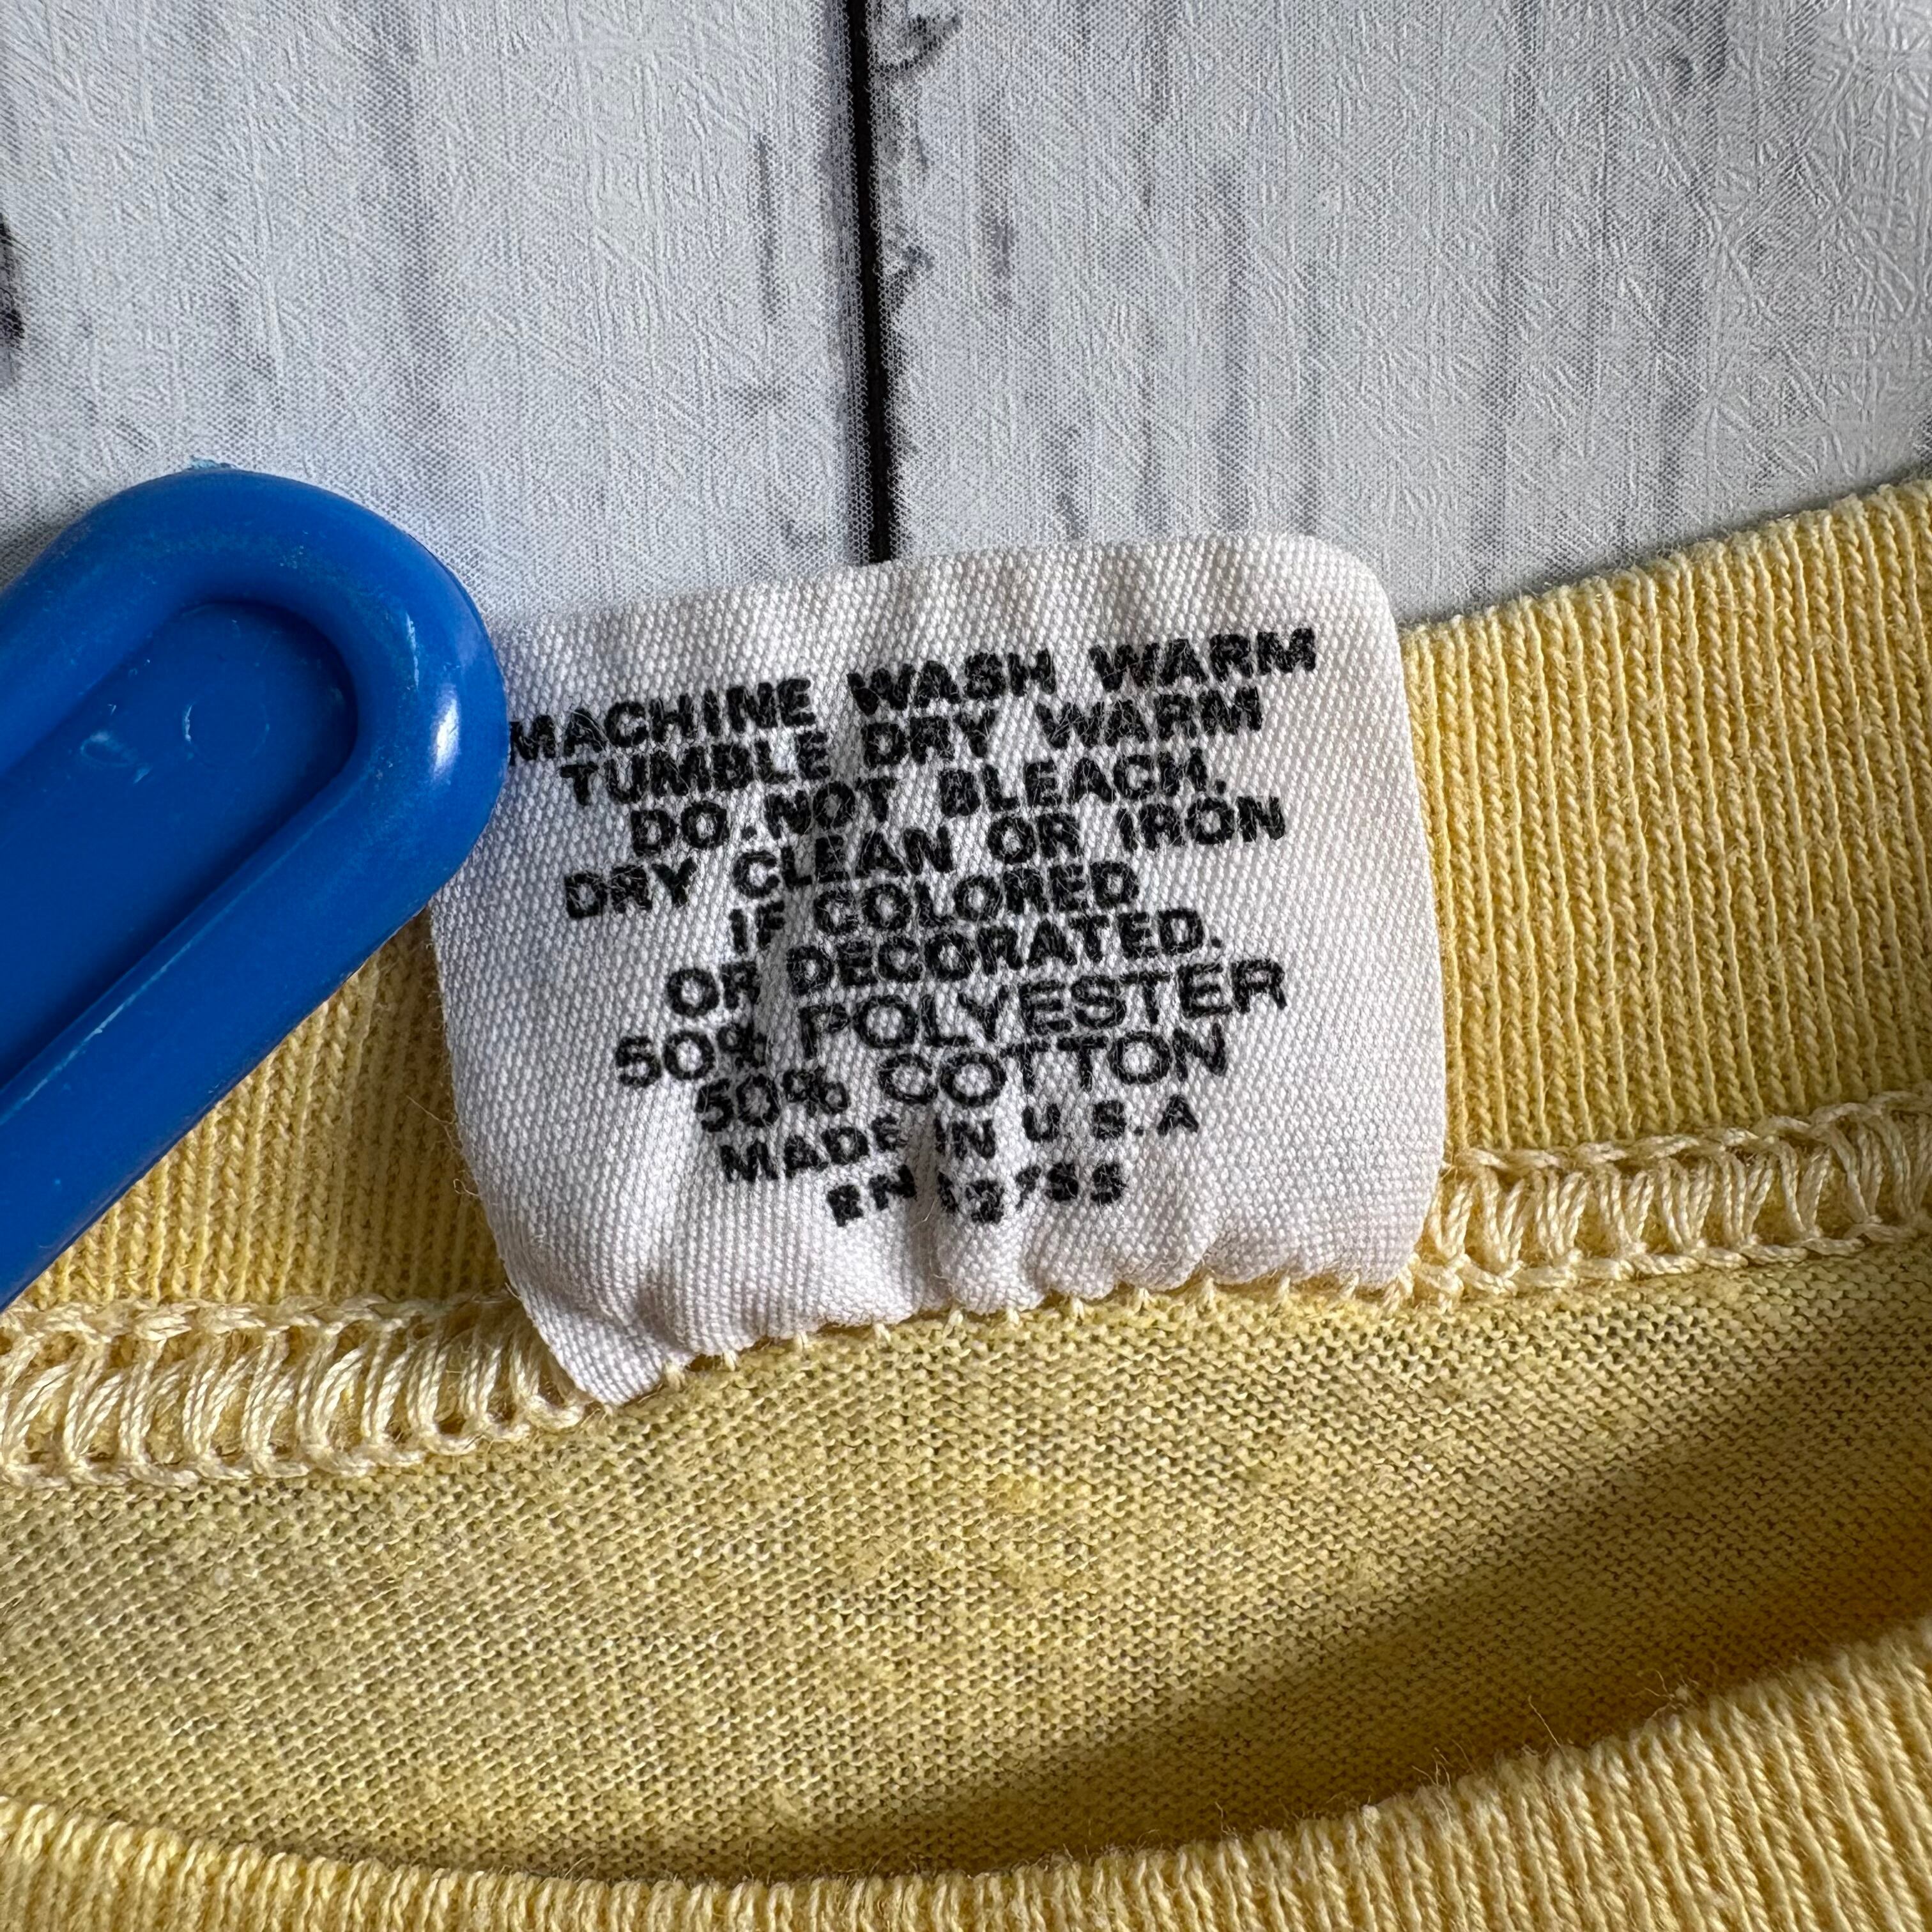 MACHINE WASH WARM
TUMBLE DRY WARM
DO NOT BLEACH.
DRY CLEAN OR IRON
IF COLORED
OR DECORATED.
50% POLYESTER
50% COTTON
MADE IN U.S.A